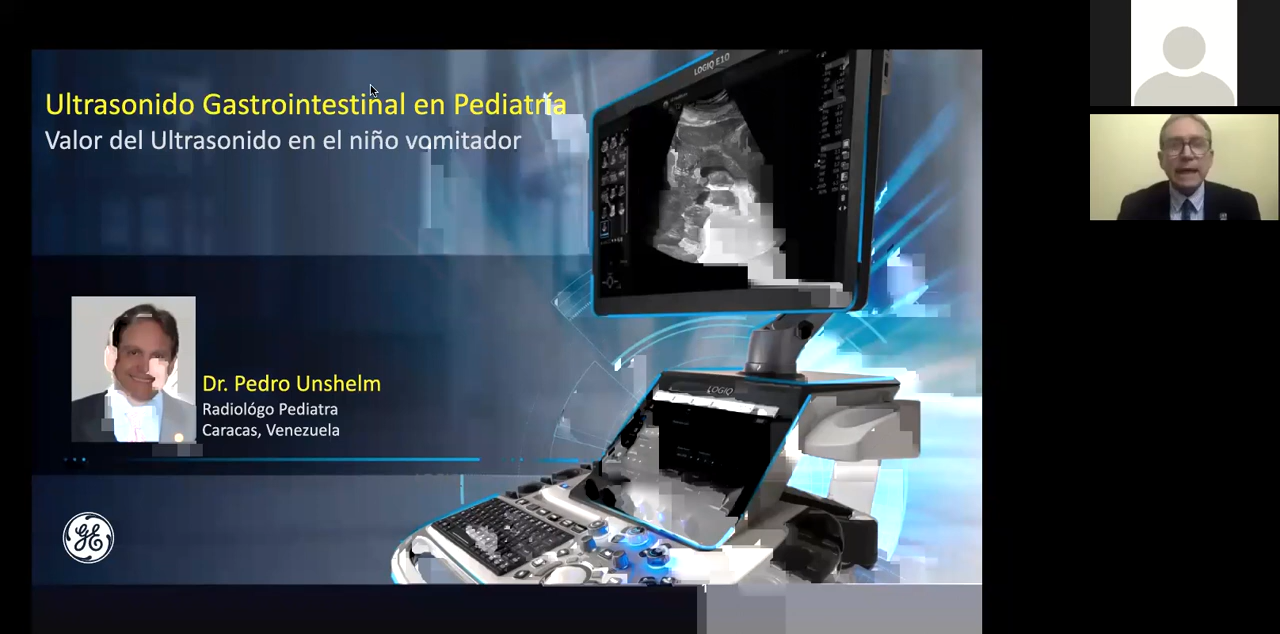 Ultrasonido Gastrointestinal en Pediatría
Valor del Ultrasonido en el niño vomitador
LOGIQ E10
LOGIQ
Dr. Pedro Unshelm
Radiológo Pediatra
Caracas, Venezuela
GE